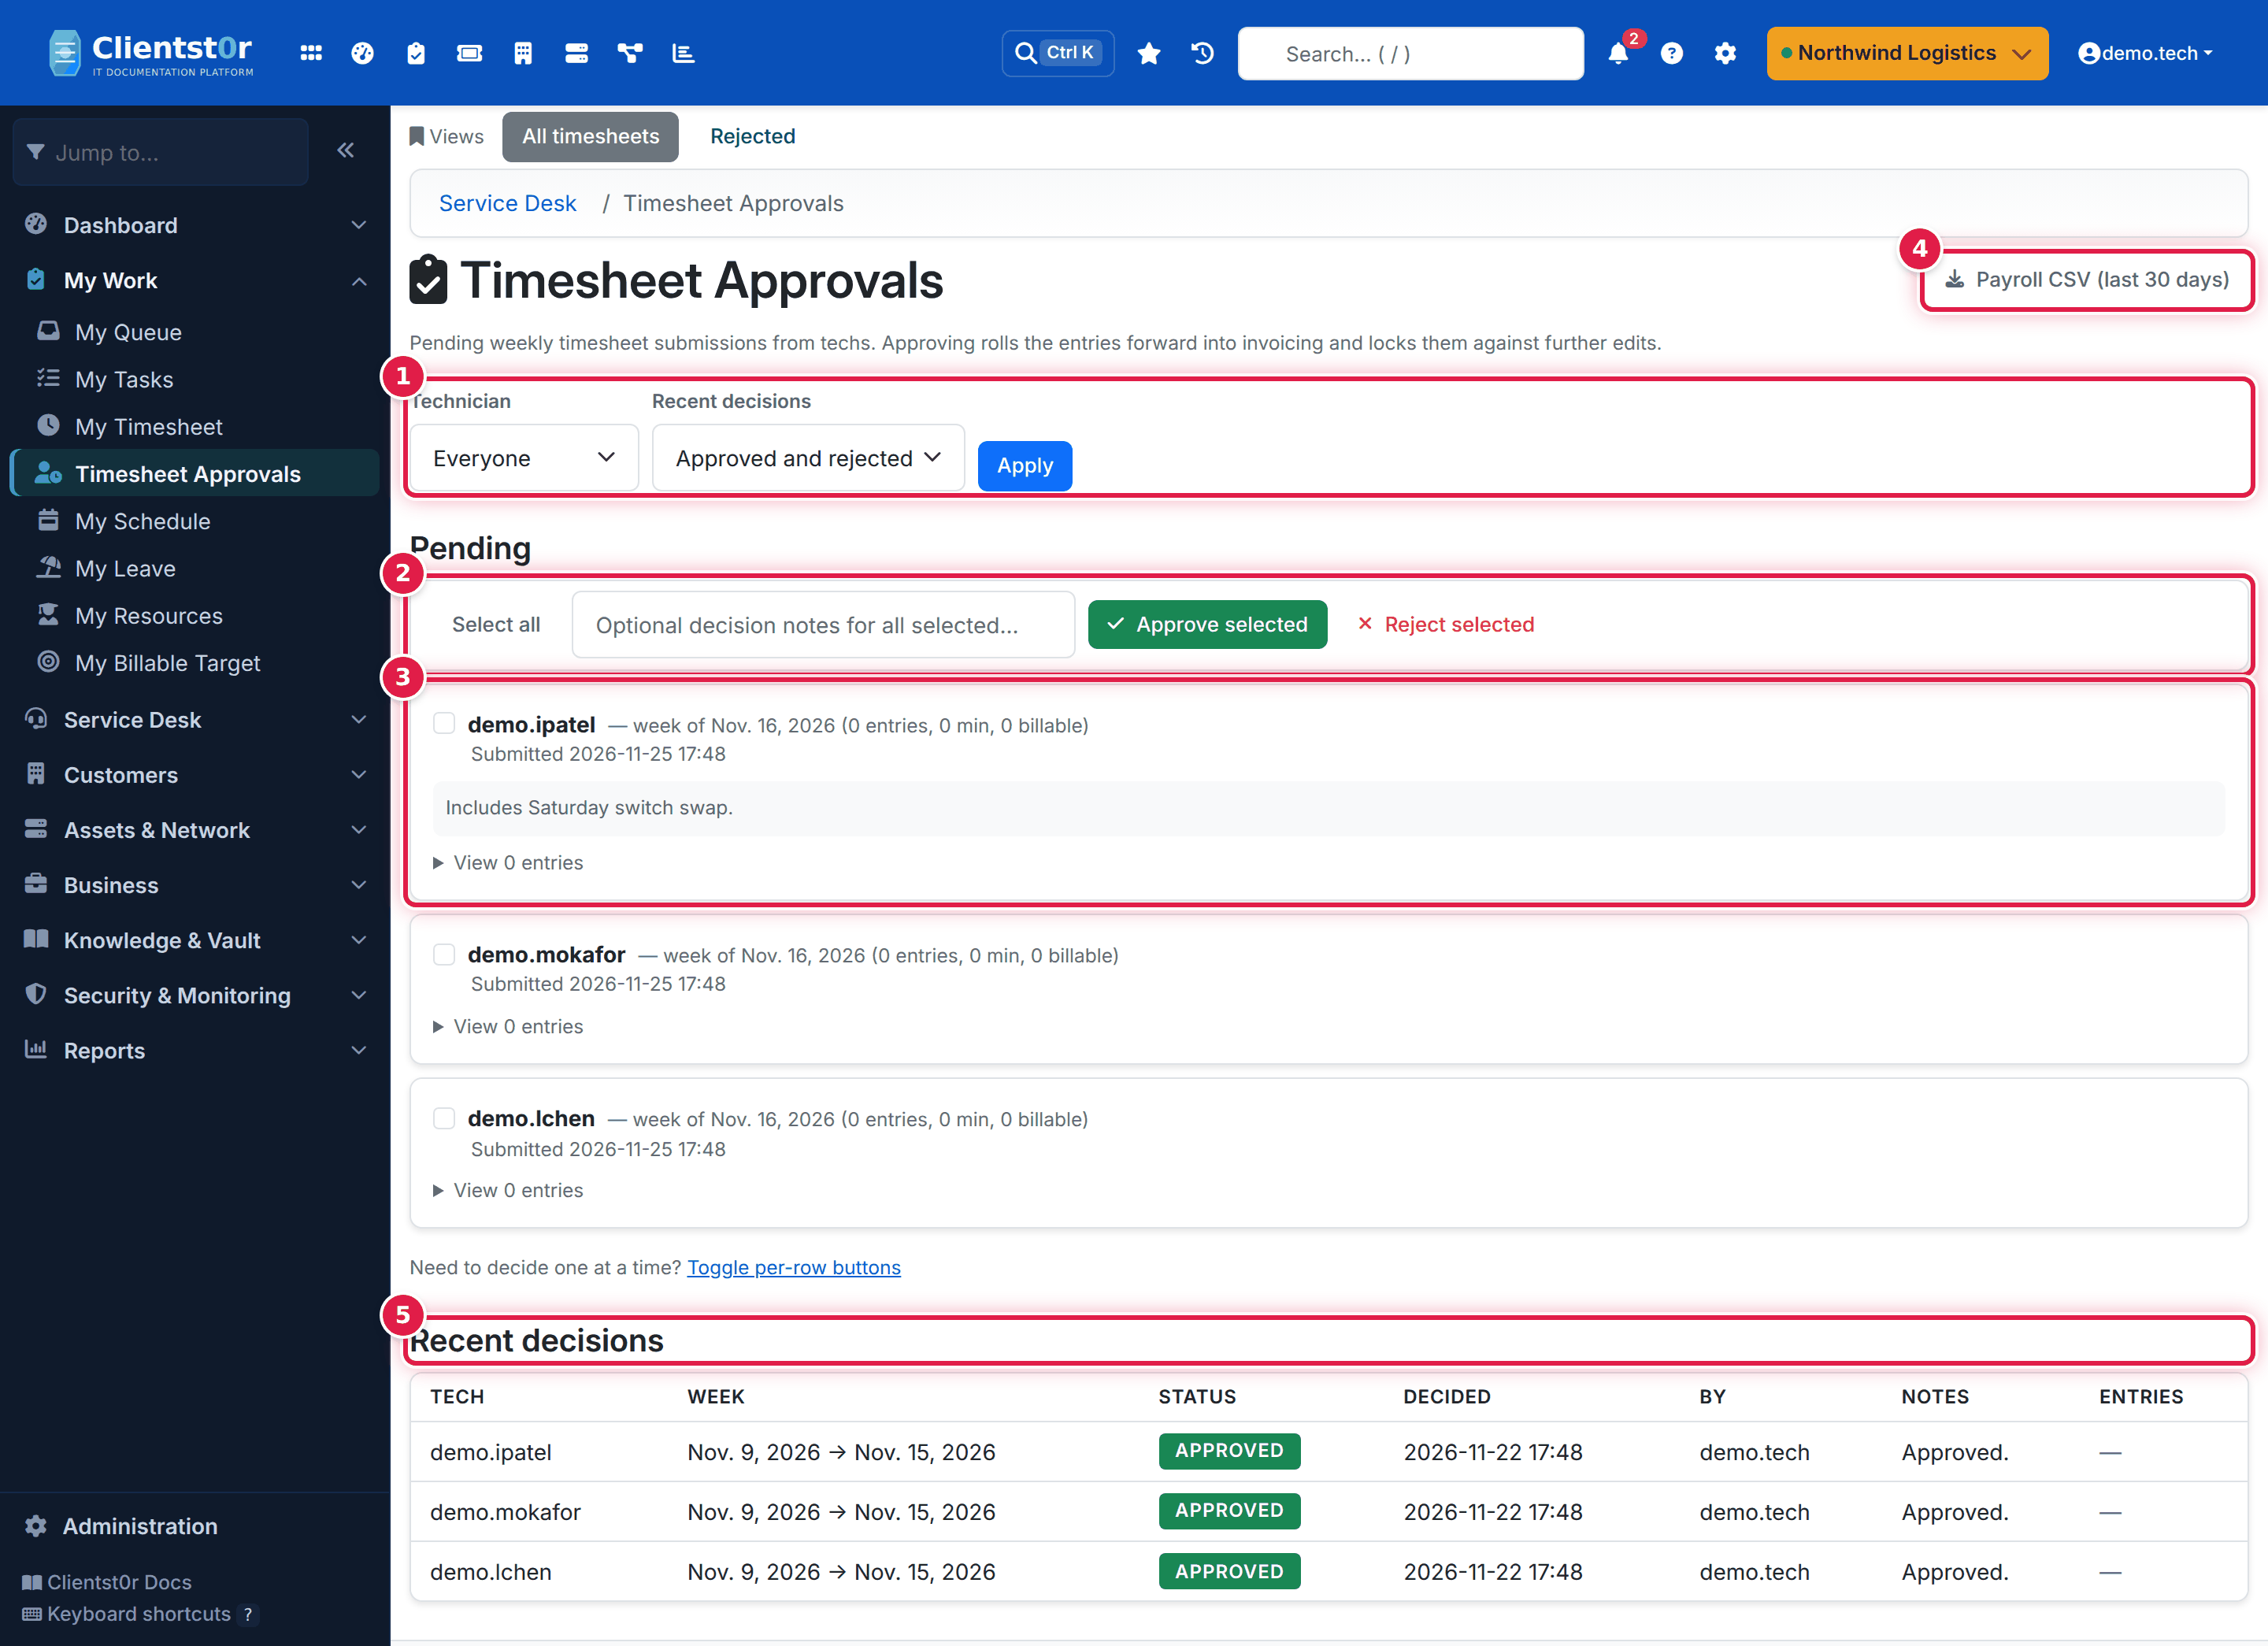 Clientst0r
IT DOCUMENTATION PLATFORM
Ctrl K
Search... ( / )
2
?
Northwind Logistics
demo.tech
Jump to...
Dashboard
My Work
My Queue
My Tasks
My Timesheet
Timesheet Approvals
My Schedule
My Leave
My Resources
My Billable Target
Service Desk
Customers
Assets & Network
Business
Knowledge & Vault
Security & Monitoring
Reports
Administration
Clientst0r Docs
Keyboard shortcuts ?
Views
All timesheets
Rejected
Service Desk / Timesheet Approvals
4
Timesheet Approvals
Payroll CSV (last 30 days)
Pending weekly timesheet submissions from techs. Approving rolls the entries forward into invoicing and locks them against further edits.
1
Technician
Recent decisions
Everyone
Approved and rejected
Apply
Pending
2
Select all
Optional decision notes for all selected...
Approve selected
Reject selected
3
demo.ipatel — week of Nov. 16, 2026 (0 entries, 0 min, 0 billable)
Submitted 2026-11-25 17:48
Includes Saturday switch swap.
View 0 entries
demo.mokafor — week of Nov. 16, 2026 (0 entries, 0 min, 0 billable)
Submitted 2026-11-25 17:48
View 0 entries
demo.lchen — week of Nov. 16, 2026 (0 entries, 0 min, 0 billable)
Submitted 2026-11-25 17:48
View 0 entries
Need to decide one at a time? Toggle per-row buttons
5
Recent decisions
TECH WEEK STATUS DECIDED BY NOTES ENTRIES
demo.ipatel Nov. 9, 2026 → Nov. 15, 2026 APPROVED 2026-11-22 17:48 demo.tech Approved. —
demo.mokafor Nov. 9, 2026 → Nov. 15, 2026 APPROVED 2026-11-22 17:48 demo.tech Approved. —
demo.lchen Nov. 9, 2026 → Nov. 15, 2026 APPROVED 2026-11-22 17:48 demo.tech Approved. —